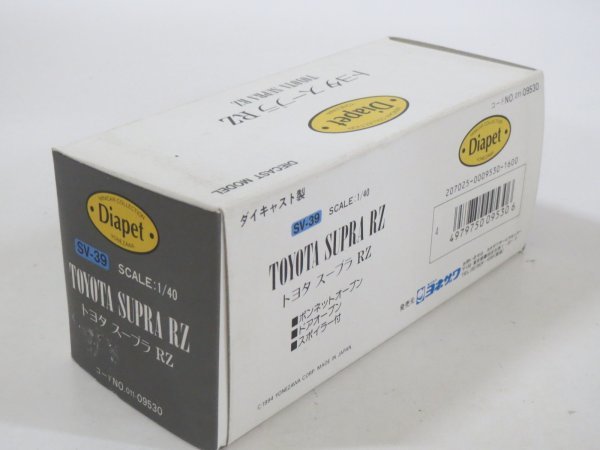 トヨタ スープラ RZ
TOYOTA SUPRA RZ
Diapet
DIECAST MODEL
コードNO. 011-09530
Diapet
YONEZAWA
SV-39
SCALE:1/40
TOYOTA SUPRA RZ
トヨタ スープラ RZ
コードNO. 011-09530
ダイキャスト製
SV-39 SCALE:1/40
TOYOTA SUPRA RZ
トヨタ スープラ RZ
■ボンネットオープン
■ドアオープン
■スポイラー付
C1994 YONEZAWA CORP. MADE IN JAPAN.
Diapet
207025-0009530-1600
4 979750 095306
発売元 ヨネザワ